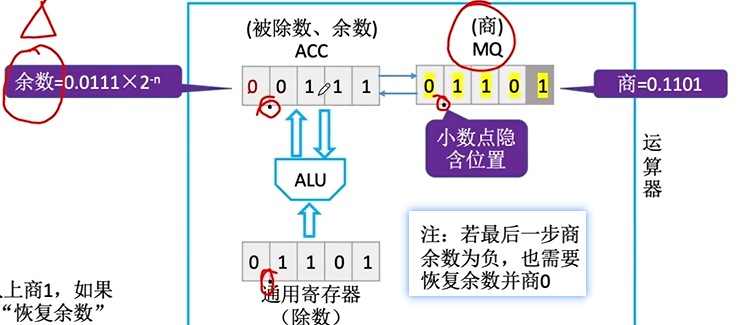 (被除数、余数)
ACC
(商)
MQ
余数=0.0111×2⁻ⁿ
0 0 1 1 1
0 1 1 0 1
商=0.1101
小数点隐
含位置
运
算
器
ALU
0 1 1 0 1
通用寄存器
（除数）
注：若最后一步商
余数为负，也需要
恢复余数并商0
上商1，如果
“恢复余数”